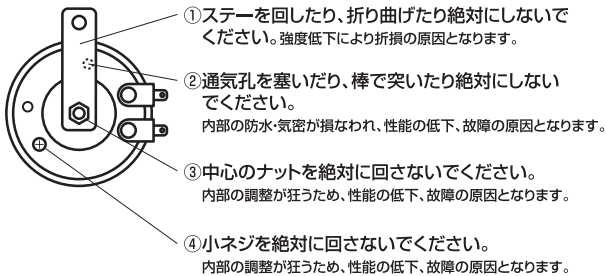 ①ステーを回したり、折り曲げたり絶対にしないで
ください。強度低下により折損の原因となります。
②通気孔を塞いだり、棒で突いたり絶対にしない
でください。
内部の防水・気密が損なわれ、性能の低下、故障の原因となります。
③中心のナットを絶対に回さないでください。
内部の調整が狂うため、性能の低下、故障の原因となります。
④小ネジを絶対に回さないでください。
内部の調整が狂うため、性能の低下、故障の原因となります。